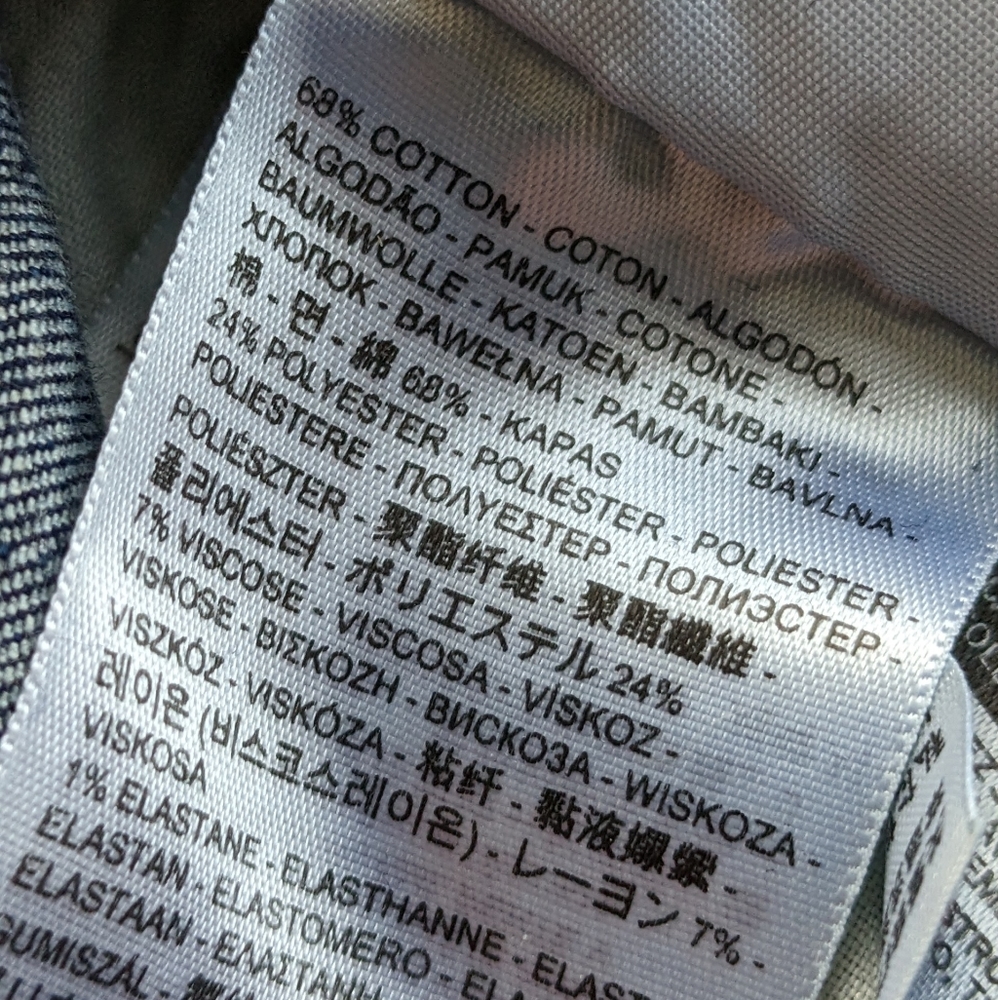 68% COTTON - COTON - ALGODÓN -
ALGODÃO - PAMUK - COTONE -
BAUMWOLLE - KATOEN - BAMBAKI -
ХЛОПОК - BAWEŁNA - PAMUT - BAVLNA -
棉 - 면 - 綿 68% - KAPAS
24% POLYESTER - POLIÉSTER - POLIESTER -
POLIESTERE - ΠΟΛΥΕΣΤΕΡ - ПОЛИЭСТЕР -
POLIÉSZTER - 聚酯纤维 - 聚酯纖維 -
폴리에스터 - ポリエステル 24%
7% VISCOSE - VISCOSA - VİSKOZ -
VISKOSE - ΒΙΣΚΟΖΗ - ВИСКОЗА - WISKOZA -
VISZKÓZ - VISKÓZA - 粘纤 - 黏液嫘縈 -
레이온 (비스코스레이온) - レーヨン 7% -
VISKOSA
1% ELASTANE - ELASTHANNE - ELAST
ELASTAN - ELASTOMERO - ELAS
ELASTAAN - ΕΛΑΣΤΑΝΗ
GUMISZÁL -